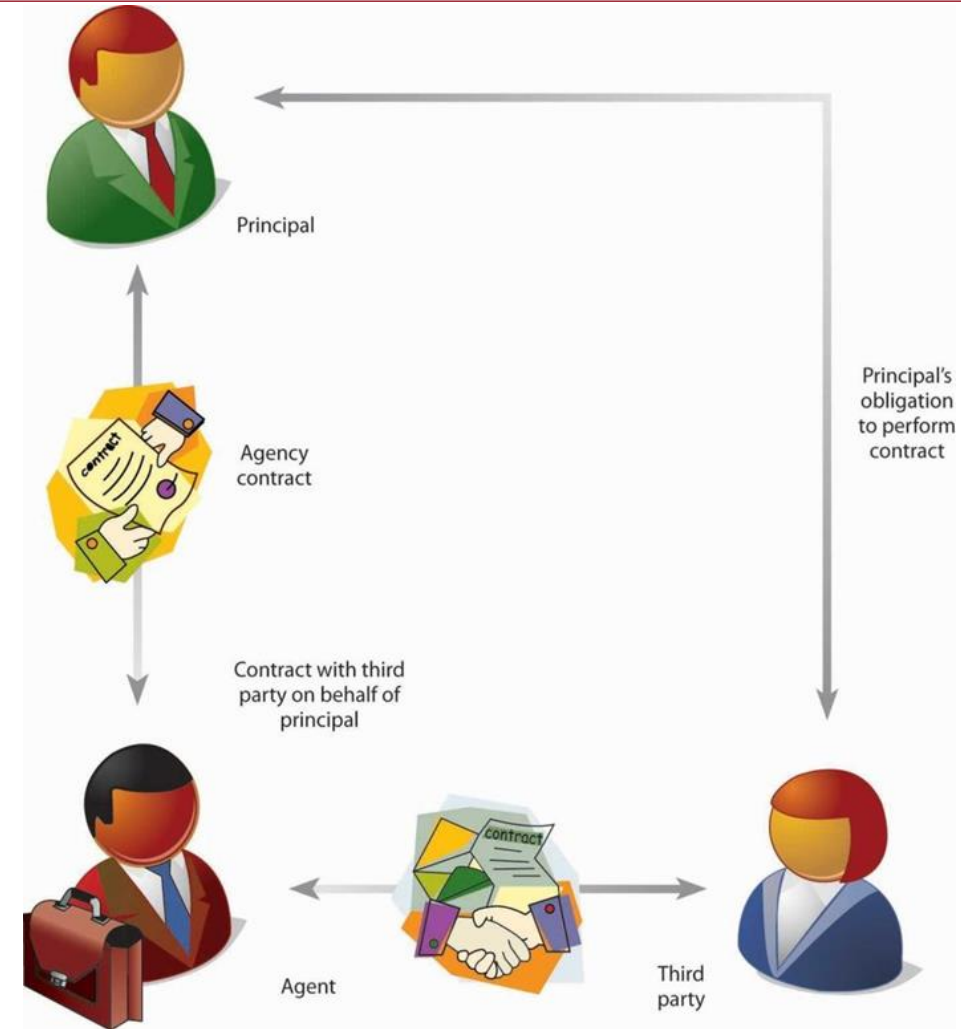 Principal
contract
Agency
contract
Principal's
obligation
to perform
contract
Contract with third
party on behalf of
principal
contract
Agent
Third
party